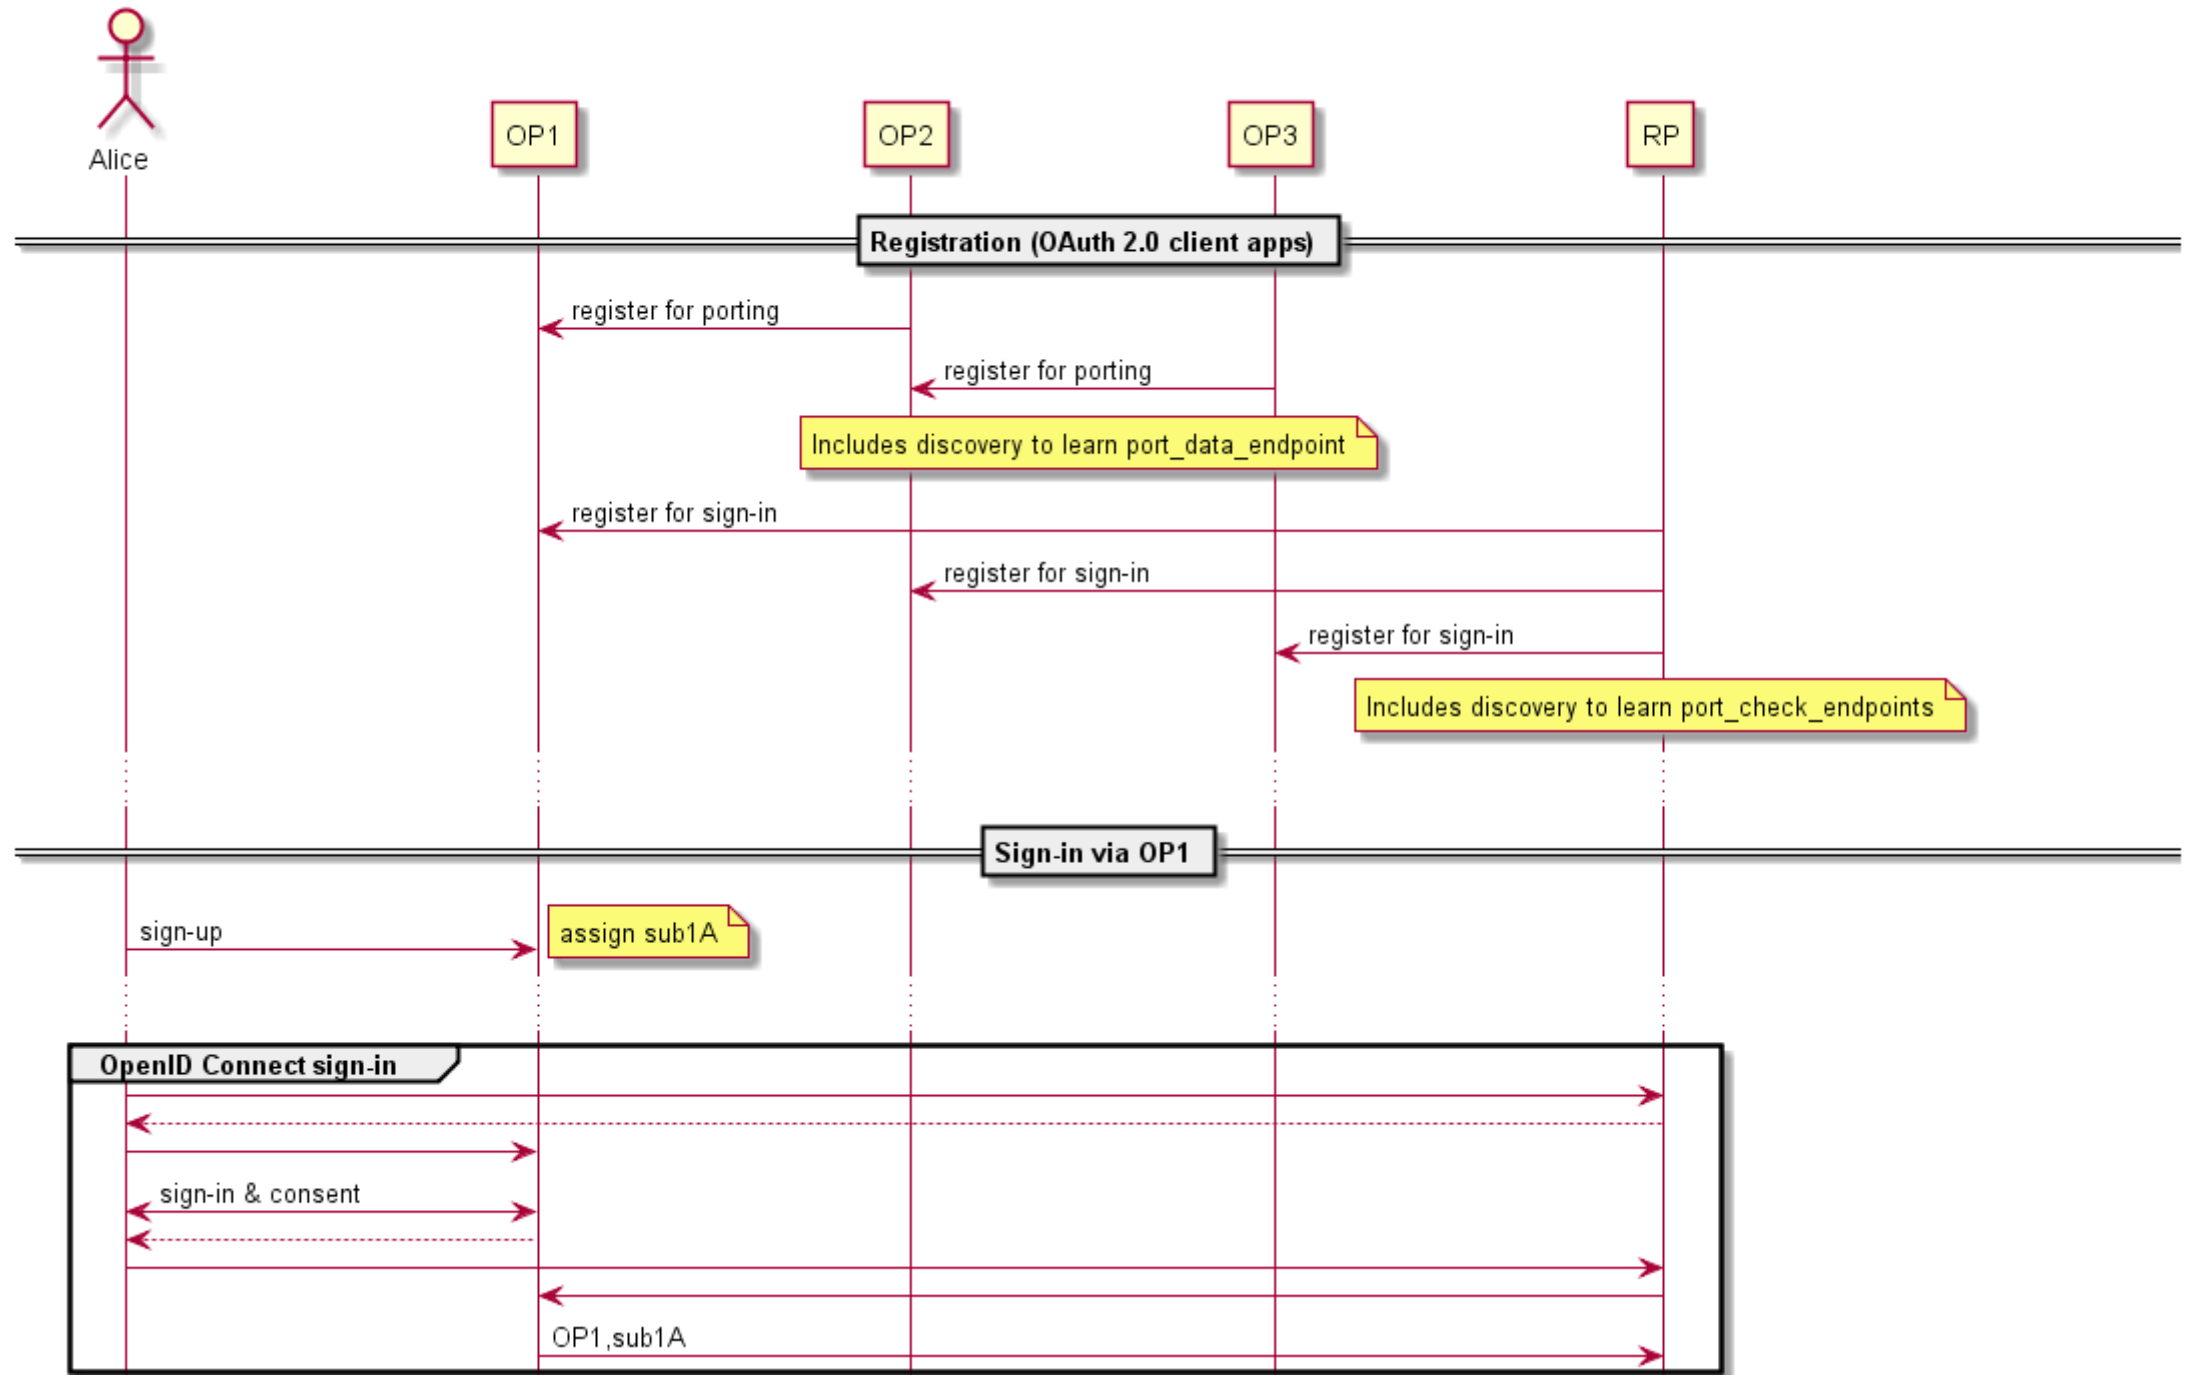 Alice
OP1
OP2
OP3
RP
Registration (OAuth 2.0 client apps)
register for porting
register for porting
Includes discovery to learn port_data_endpoint
register for sign-in
register for sign-in
register for sign-in
Includes discovery to learn port_check_endpoints
Sign-in via OP1
sign-up
assign sub1A
OpenID Connect sign-in
sign-in & consent
OP1,sub1A